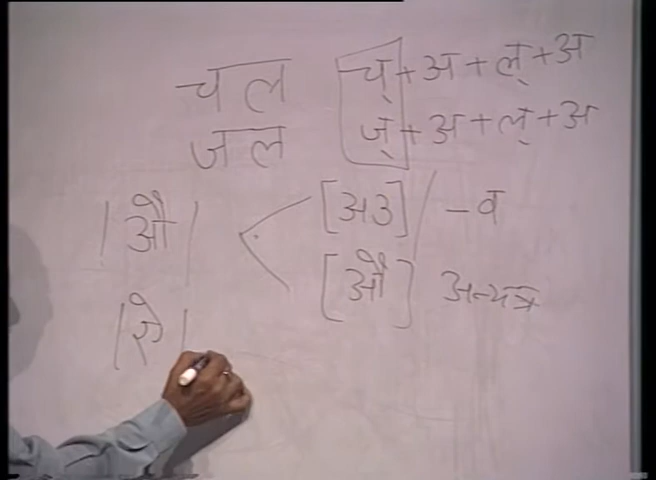 चल च् + अ + ल् + अ
जल ज् + अ + ल् + अ
/औ/ < [अउ] / – व
[औ] अन्यत्र
/ऐ/